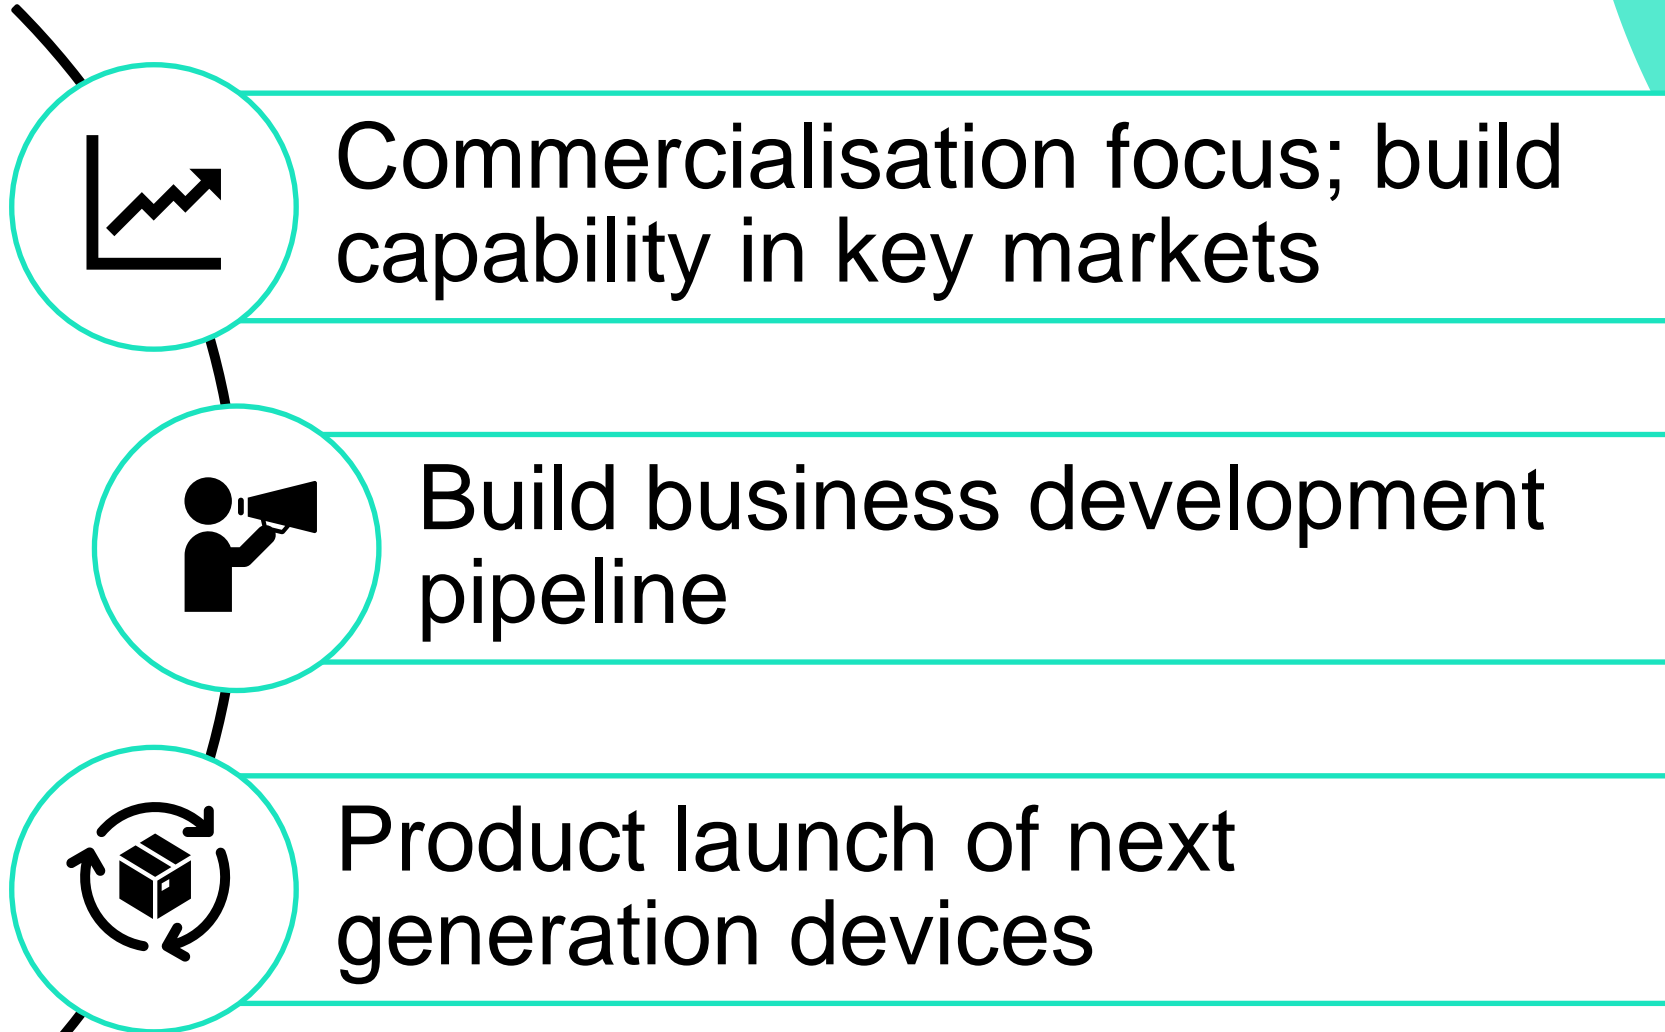 Commercialisation focus; build
capability in key markets
Build business development
pipeline
Product launch of next
generation devices